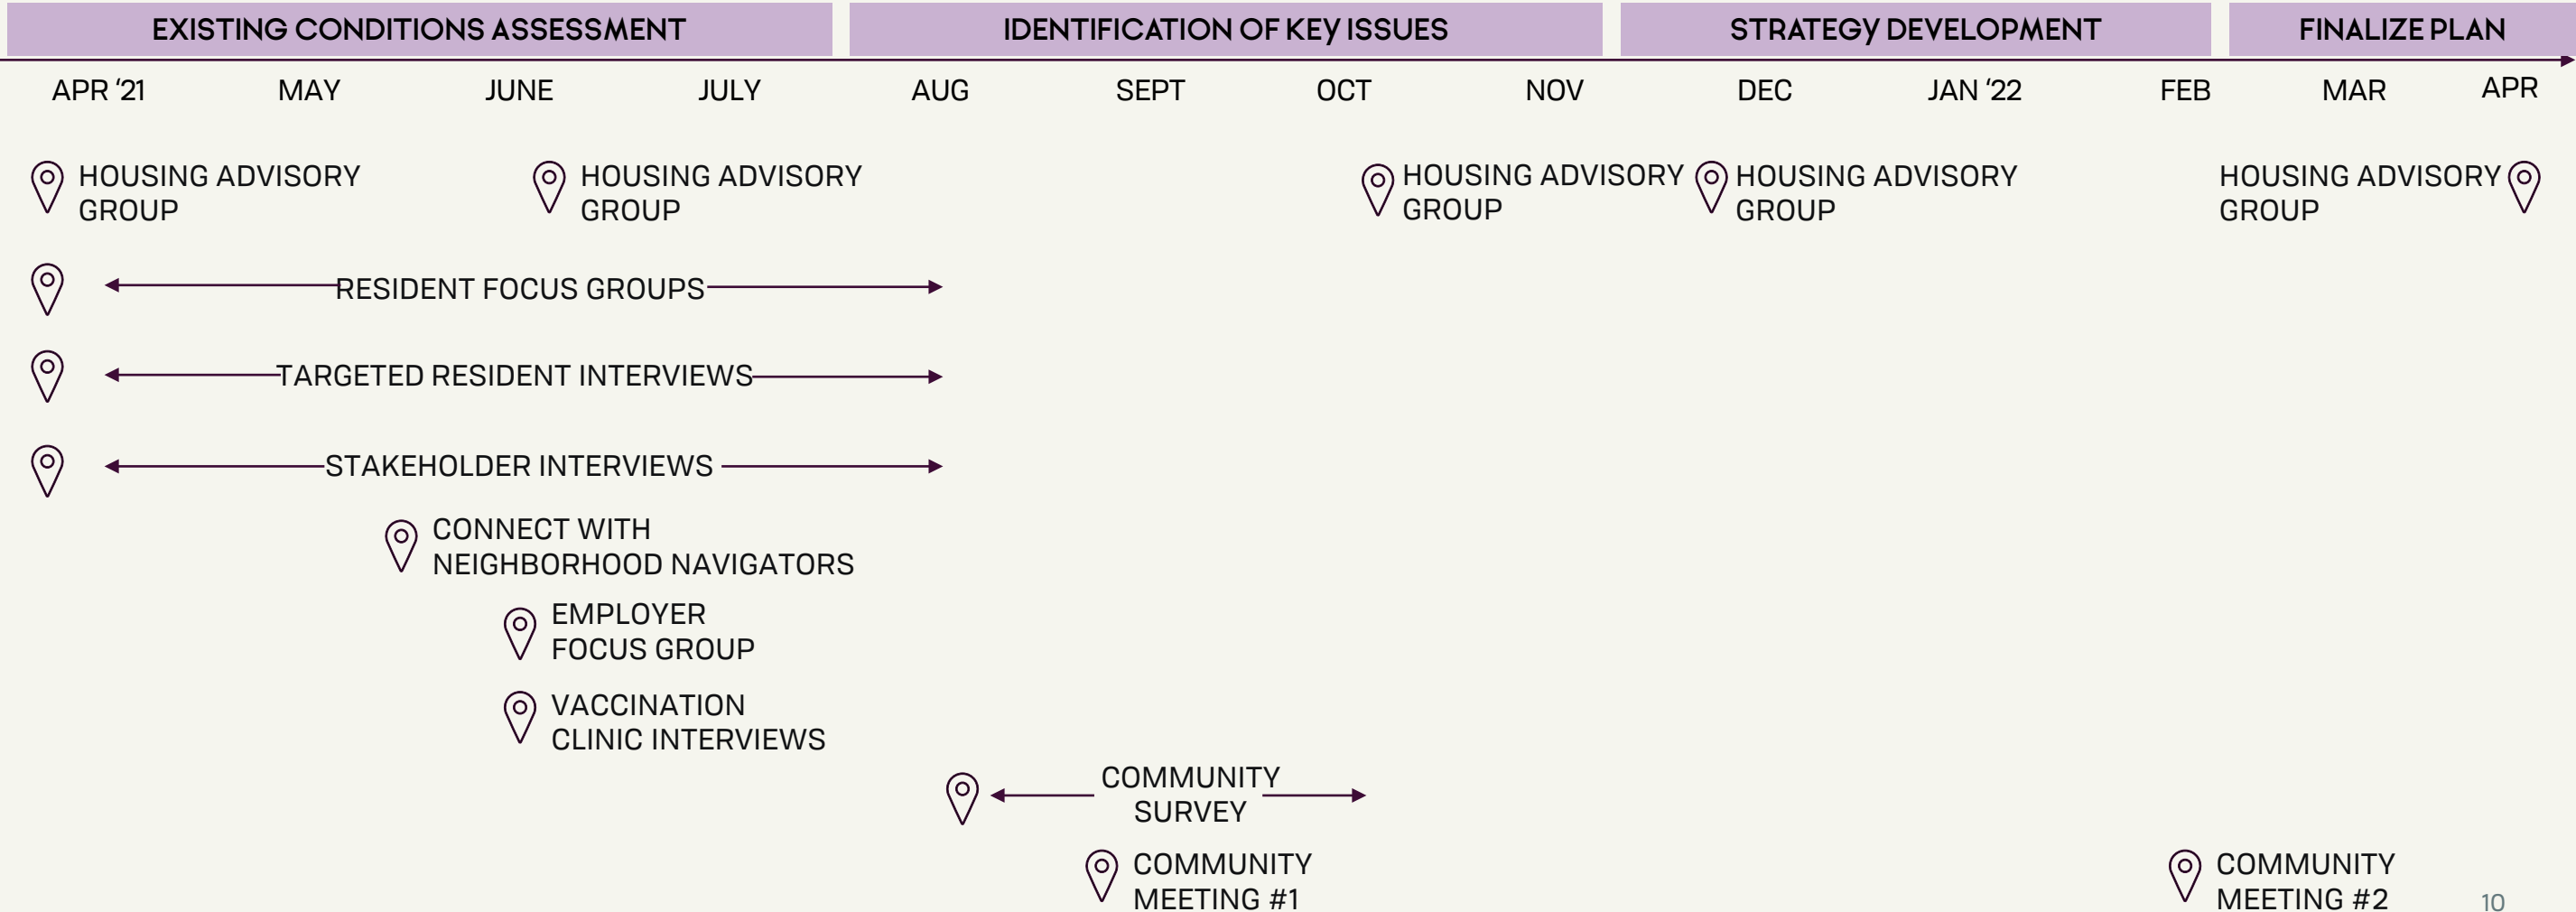 EXISTING CONDITIONS ASSESSMENT
IDENTIFICATION OF KEY ISSUES
STRATEGY DEVELOPMENT
FINALIZE PLAN
APR ‘21
MAY
JUNE
JULY
AUG
SEPT
OCT
NOV
DEC
JAN ‘22
FEB
MAR
APR
HOUSING ADVISORY
GROUP
HOUSING ADVISORY
GROUP
HOUSING ADVISORY
GROUP
HOUSING ADVISORY
GROUP
HOUSING ADVISORY
GROUP
RESIDENT FOCUS GROUPS
TARGETED RESIDENT INTERVIEWS
STAKEHOLDER INTERVIEWS
CONNECT WITH
NEIGHBORHOOD NAVIGATORS
EMPLOYER
FOCUS GROUP
VACCINATION
CLINIC INTERVIEWS
COMMUNITY
SURVEY
COMMUNITY
MEETING #1
COMMUNITY
MEETING #2
10